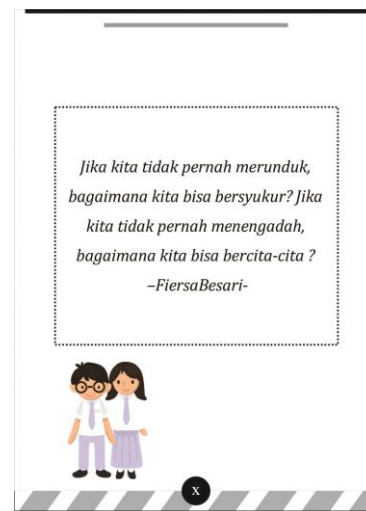 Jika kita tidak pernah merunduk,
bagaimana kita bisa bersyukur? Jika
kita tidak pernah menengadah,
bagaimana kita bisa bercita-cita ?
–FiersaBesari-
x